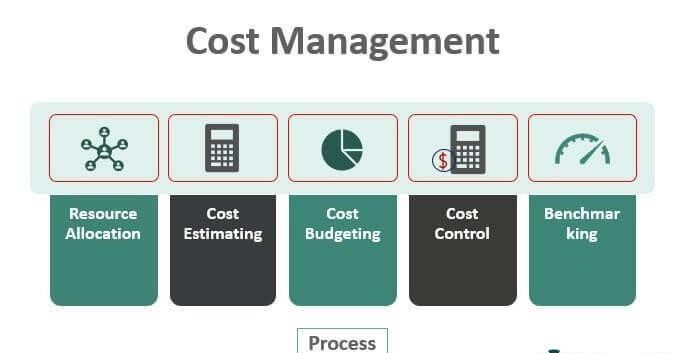 Cost Management
$
Resource
Allocation
Cost
Estimating
Cost
Budgeting
Cost
Control
Benchmar
king
Process